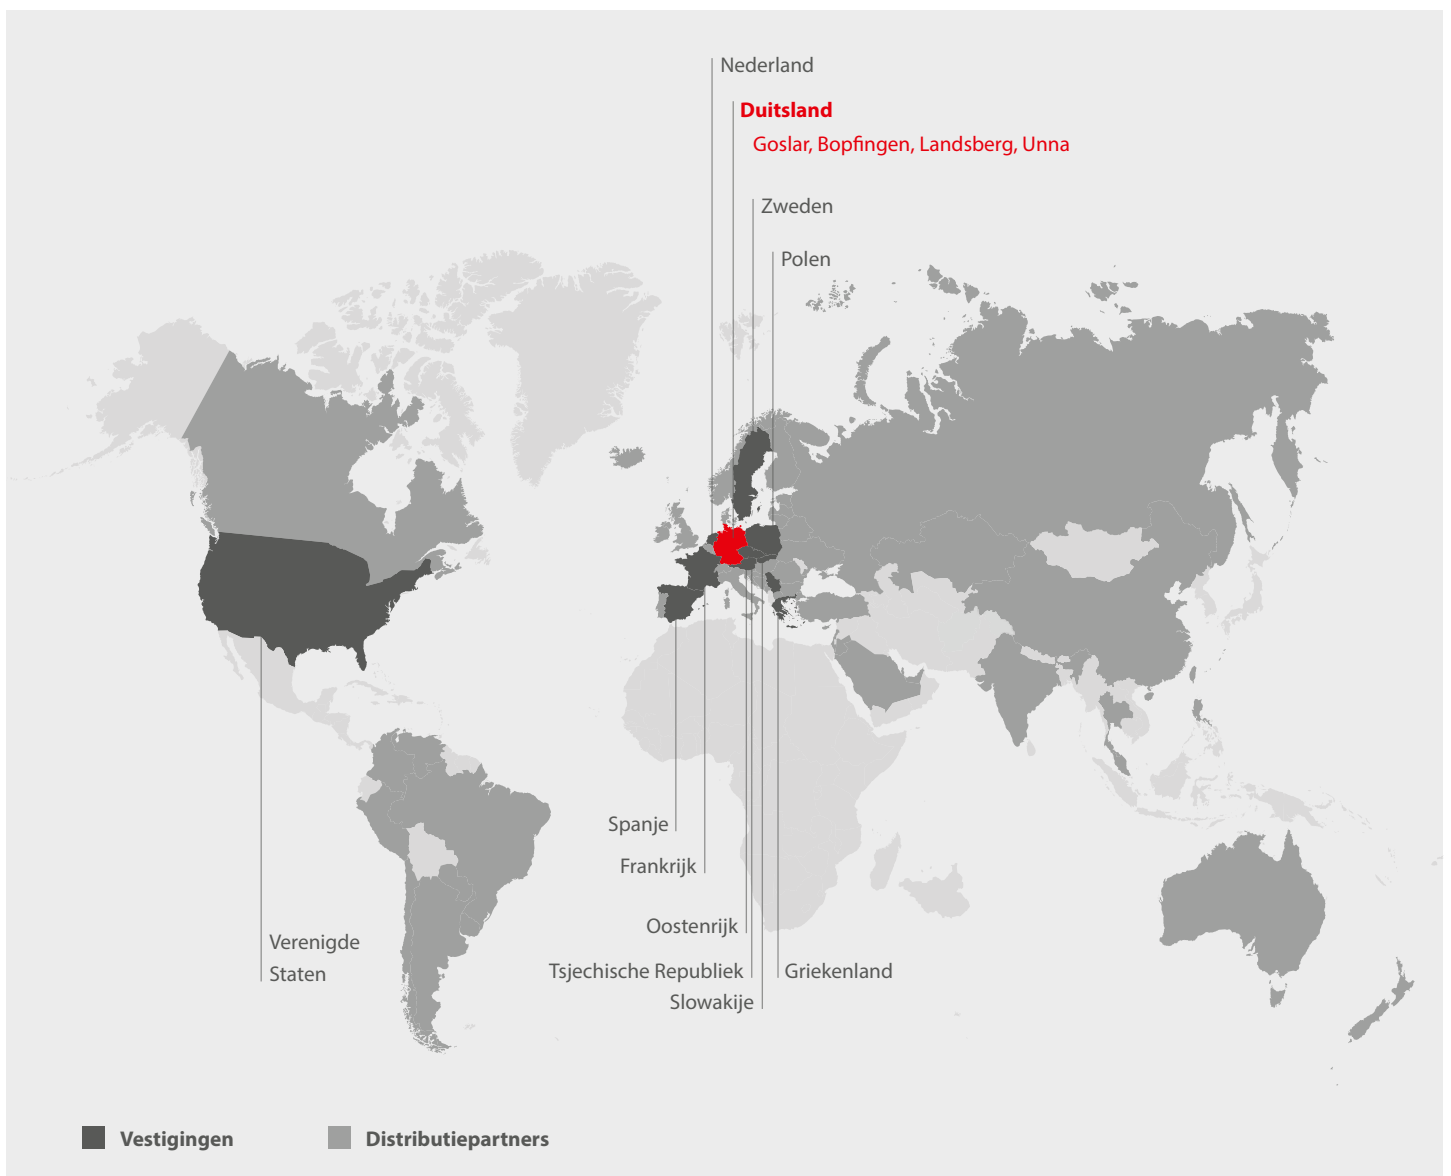 Nederland
Duitsland
Goslar, Bopfingen, Landsberg, Unna
Zweden
Polen
Spanje
Frankrijk
Oostenrijk
Verenigde
Staten
Tsjechische Republiek
Griekenland
Slowakije
Vestigingen
Distributiepartners